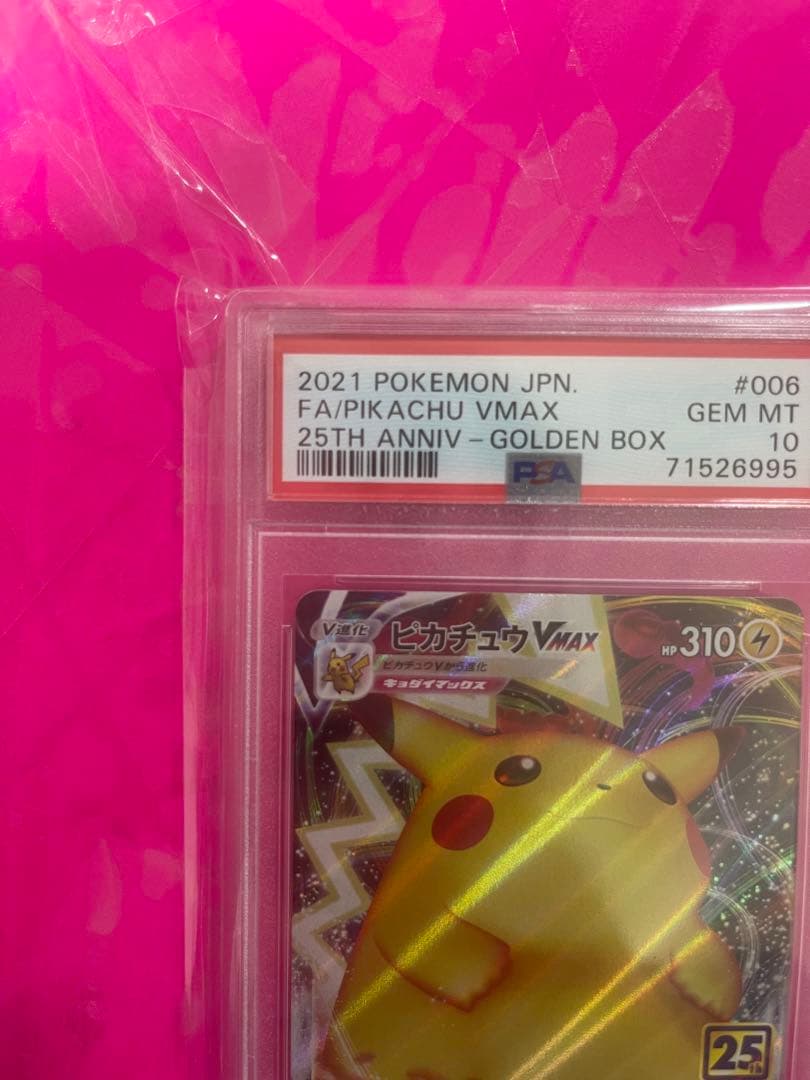 2021 POKEMON JPN. #006
FA/PIKACHU VMAX GEM MT
25TH ANNIV-GOLDEN BOX 10
PSA 71526995
V進化 ピカチュウVMAX HP 310
ピカチュウVから進化
キョダイマックス
25th